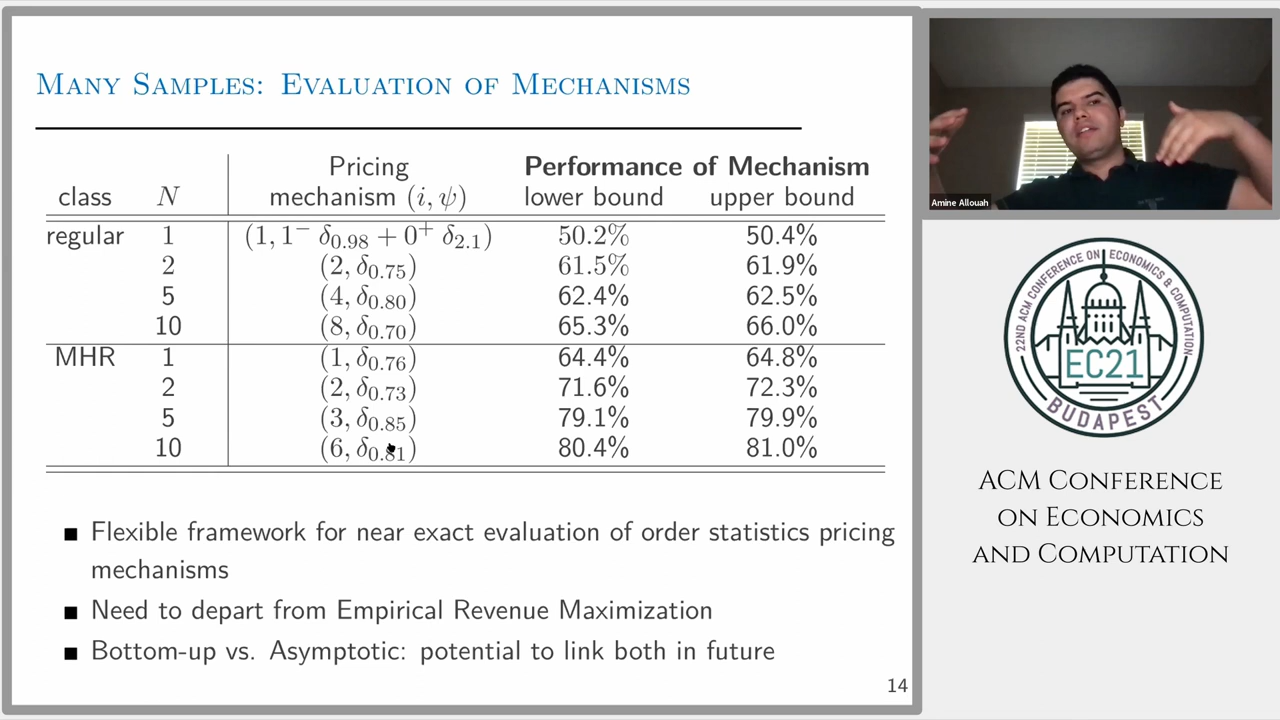 MANY SAMPLES: EVALUATION OF MECHANISMS
Pricing Performance of Mechanism
class N mechanism (i, ψ) lower bound upper bound
regular 1 (1, 1⁻ δ0.98 + 0⁺ δ2.1) 50.2% 50.4%
2 (2, δ0.75) 61.5% 61.9%
5 (4, δ0.80) 62.4% 62.5%
10 (8, δ0.70) 65.3% 66.0%
MHR 1 (1, δ0.76) 64.4% 64.8%
2 (2, δ0.73) 71.6% 72.3%
5 (3, δ0.85) 79.1% 79.9%
10 (6, δ0.81) 80.4% 81.0%
■ Flexible framework for near exact evaluation of order statistics pricing
mechanisms
■ Need to depart from Empirical Revenue Maximization
■ Bottom-up vs. Asymptotic: potential to link both in future
14
Amine Allouah
22ND ACM CONFERENCE ON ECONOMICS & COMPUTATION
EC21
BUDAPEST
ACM CONFERENCE
ON ECONOMICS
AND COMPUTATION